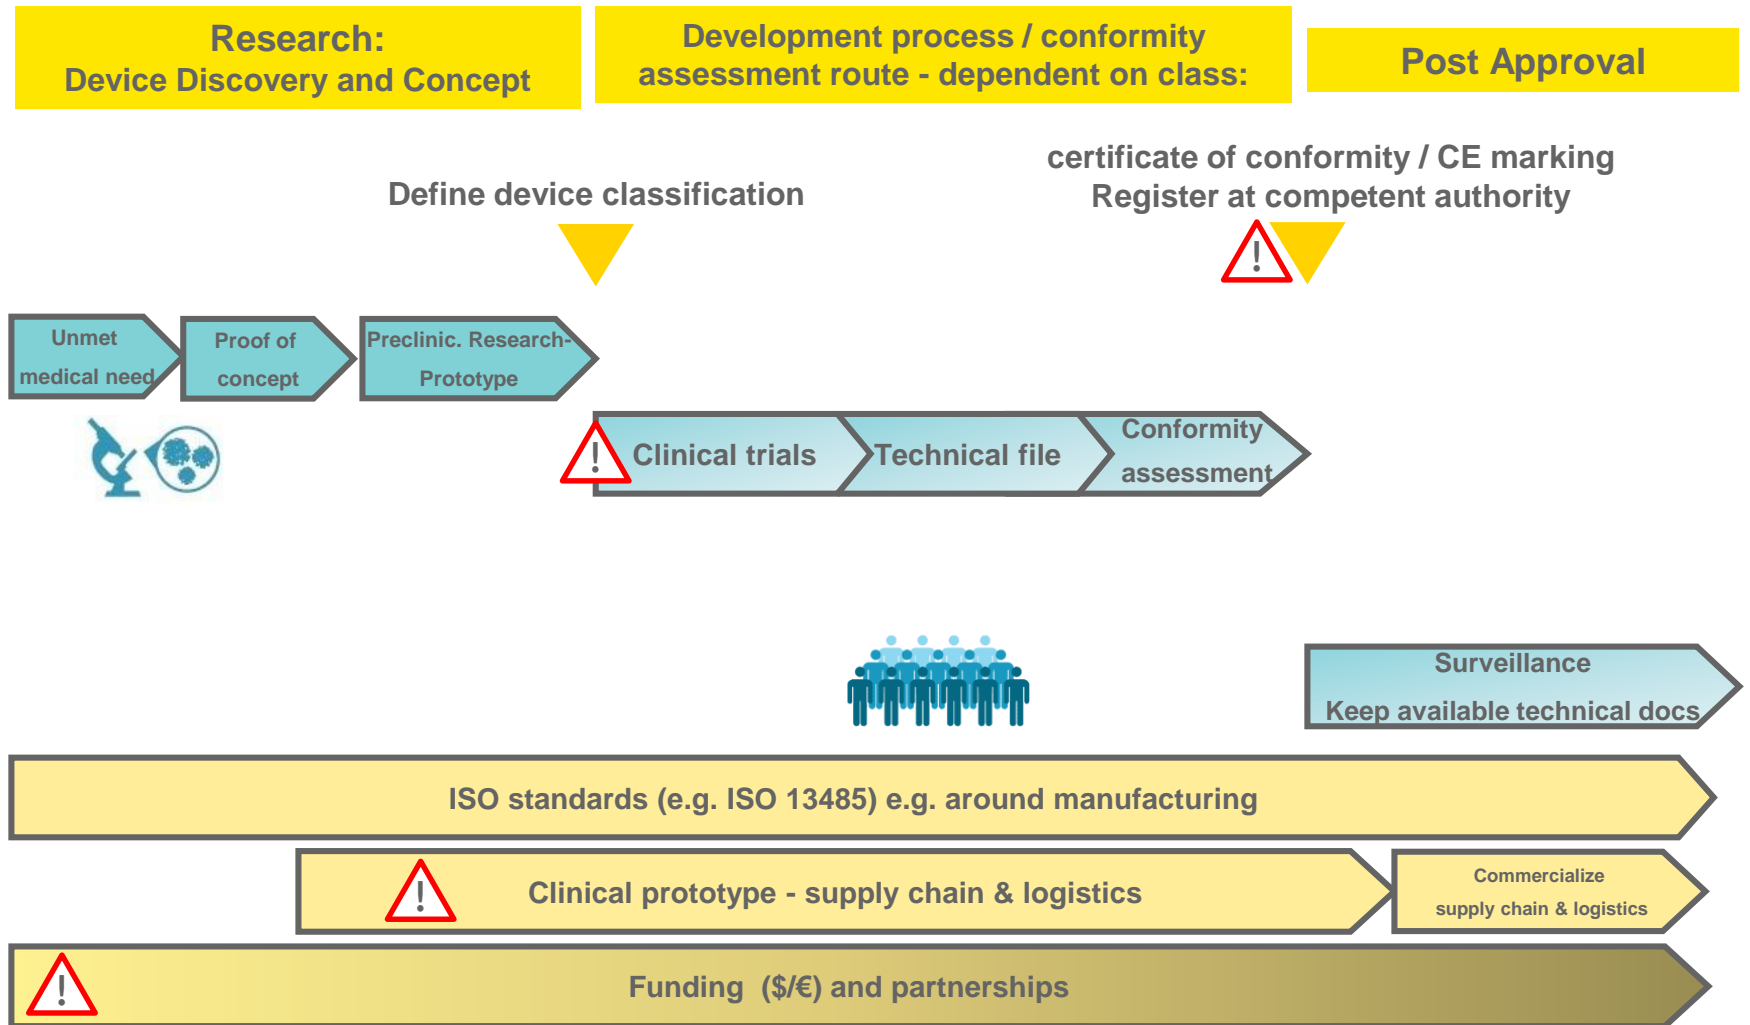 Research:
Device Discovery and Concept
Development process / conformity
assessment route - dependent on class:
Post Approval
certificate of conformity / CE marking
Register at competent authority
Define device classification
!
Unmet
medical need
Proof of
concept
Preclinic. Research-
Prototype
!
Clinical trials
Technical file
Conformity
assessment
Surveillance
Keep available technical docs
ISO standards (e.g. ISO 13485) e.g. around manufacturing
!
Clinical prototype - supply chain & logistics
Commercialize
supply chain & logistics
!
Funding ($/€) and partnerships